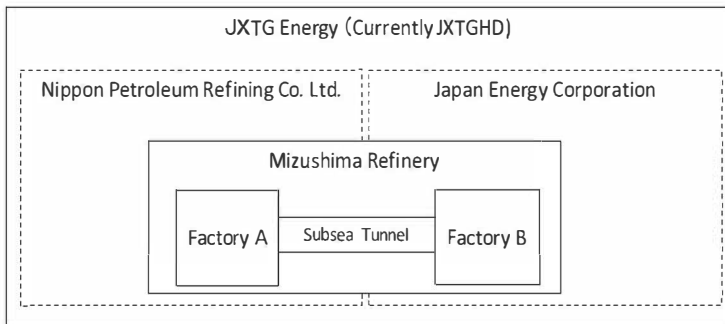 JXTG Energy (Currently JXTGHD)
Nippon Petroleum Refining Co. Ltd.
Japan Energy Corporation
Mizushima Refinery
Factory A
Subsea Tunnel
Factory B